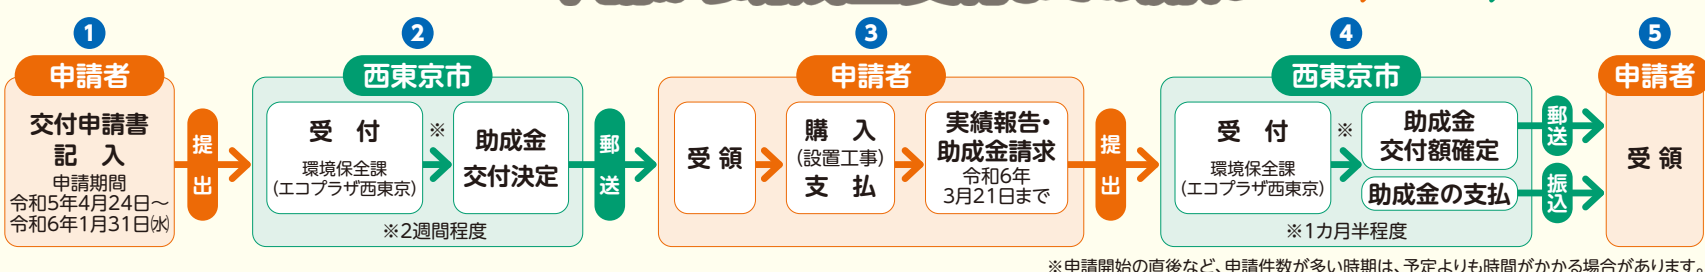 1
申請者
交付申請書
記 入
申請期間
令和5年4月24日～
令和6年1月31日㈬
提出
2
西東京市
受 付
環境保全課
(エコプラザ西東京)
※
助成金
交付決定
※2週間程度
郵送
3
申請者
受 領
購 入
(設置工事)
支 払
実績報告・
助成金請求
令和6年
3月21日まで
提出
4
西東京市
受 付
環境保全課
(エコプラザ西東京)
※
助成金
交付額確定
助成金の支払
※1カ月半程度
郵送
振込
5
申請者
受 領
※申請開始の直後など、申請件数が多い時期は、予定よりも時間がかかる場合があります。